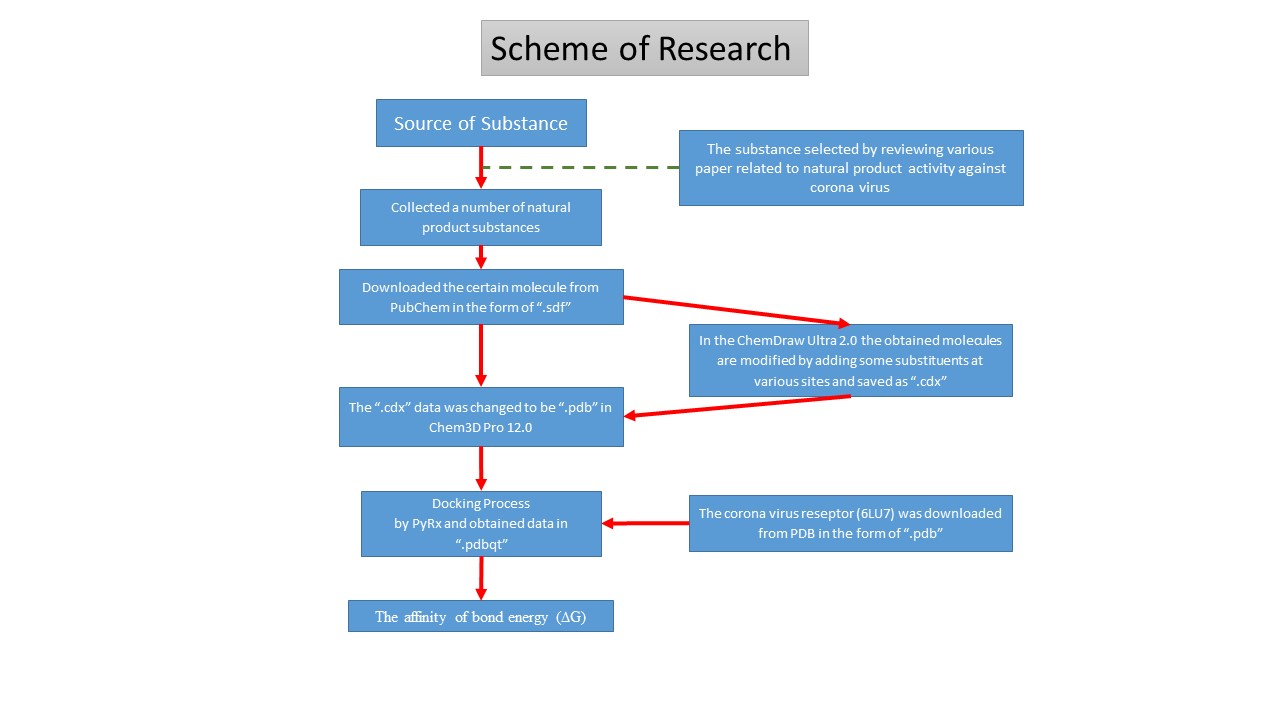 Scheme of Research
Source of Substance
The substance selected by reviewing various
paper related to natural product activity against
corona virus
Collected a number of natural
product substances
Downloaded the certain molecule from
PubChem in the form of “.sdf”
In the ChemDraw Ultra 2.0 the obtained molecules
are modified by adding some substituents at
various sites and saved as “.cdx”
The “.cdx” data was changed to be “.pdb” in
Chem3D Pro 12.0
Docking Process
by PyRx and obtained data in
“.pdbqt”
The corona virus reseptor (6LU7) was downloaded
from PDB in the form of “.pdb”
The affinity of bond energy (ΔG)